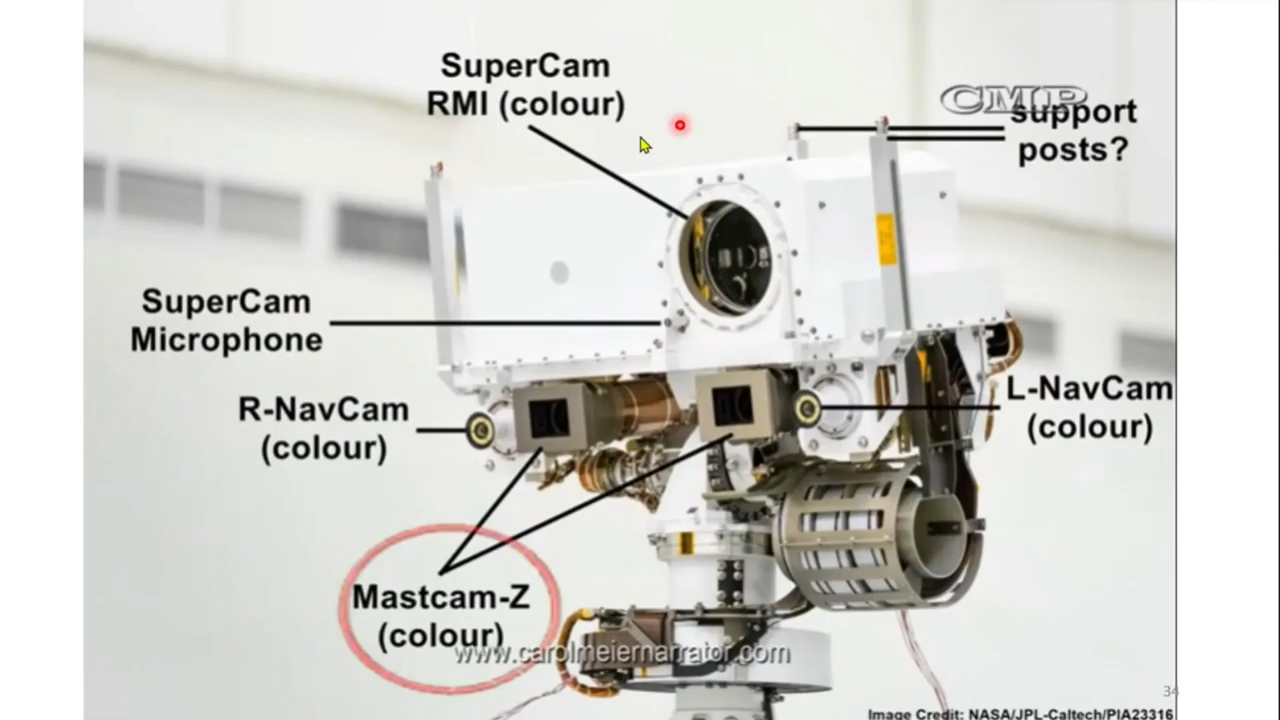 SuperCam
RMI (colour)
CMP
support
posts?
SuperCam
Microphone
R-NavCam
(colour)
L-NavCam
(colour)
Mastcam-Z
(colour)
www.carolmeiernarrator.com
34
Image Credit: NASA/JPL-Caltech/PIA23316